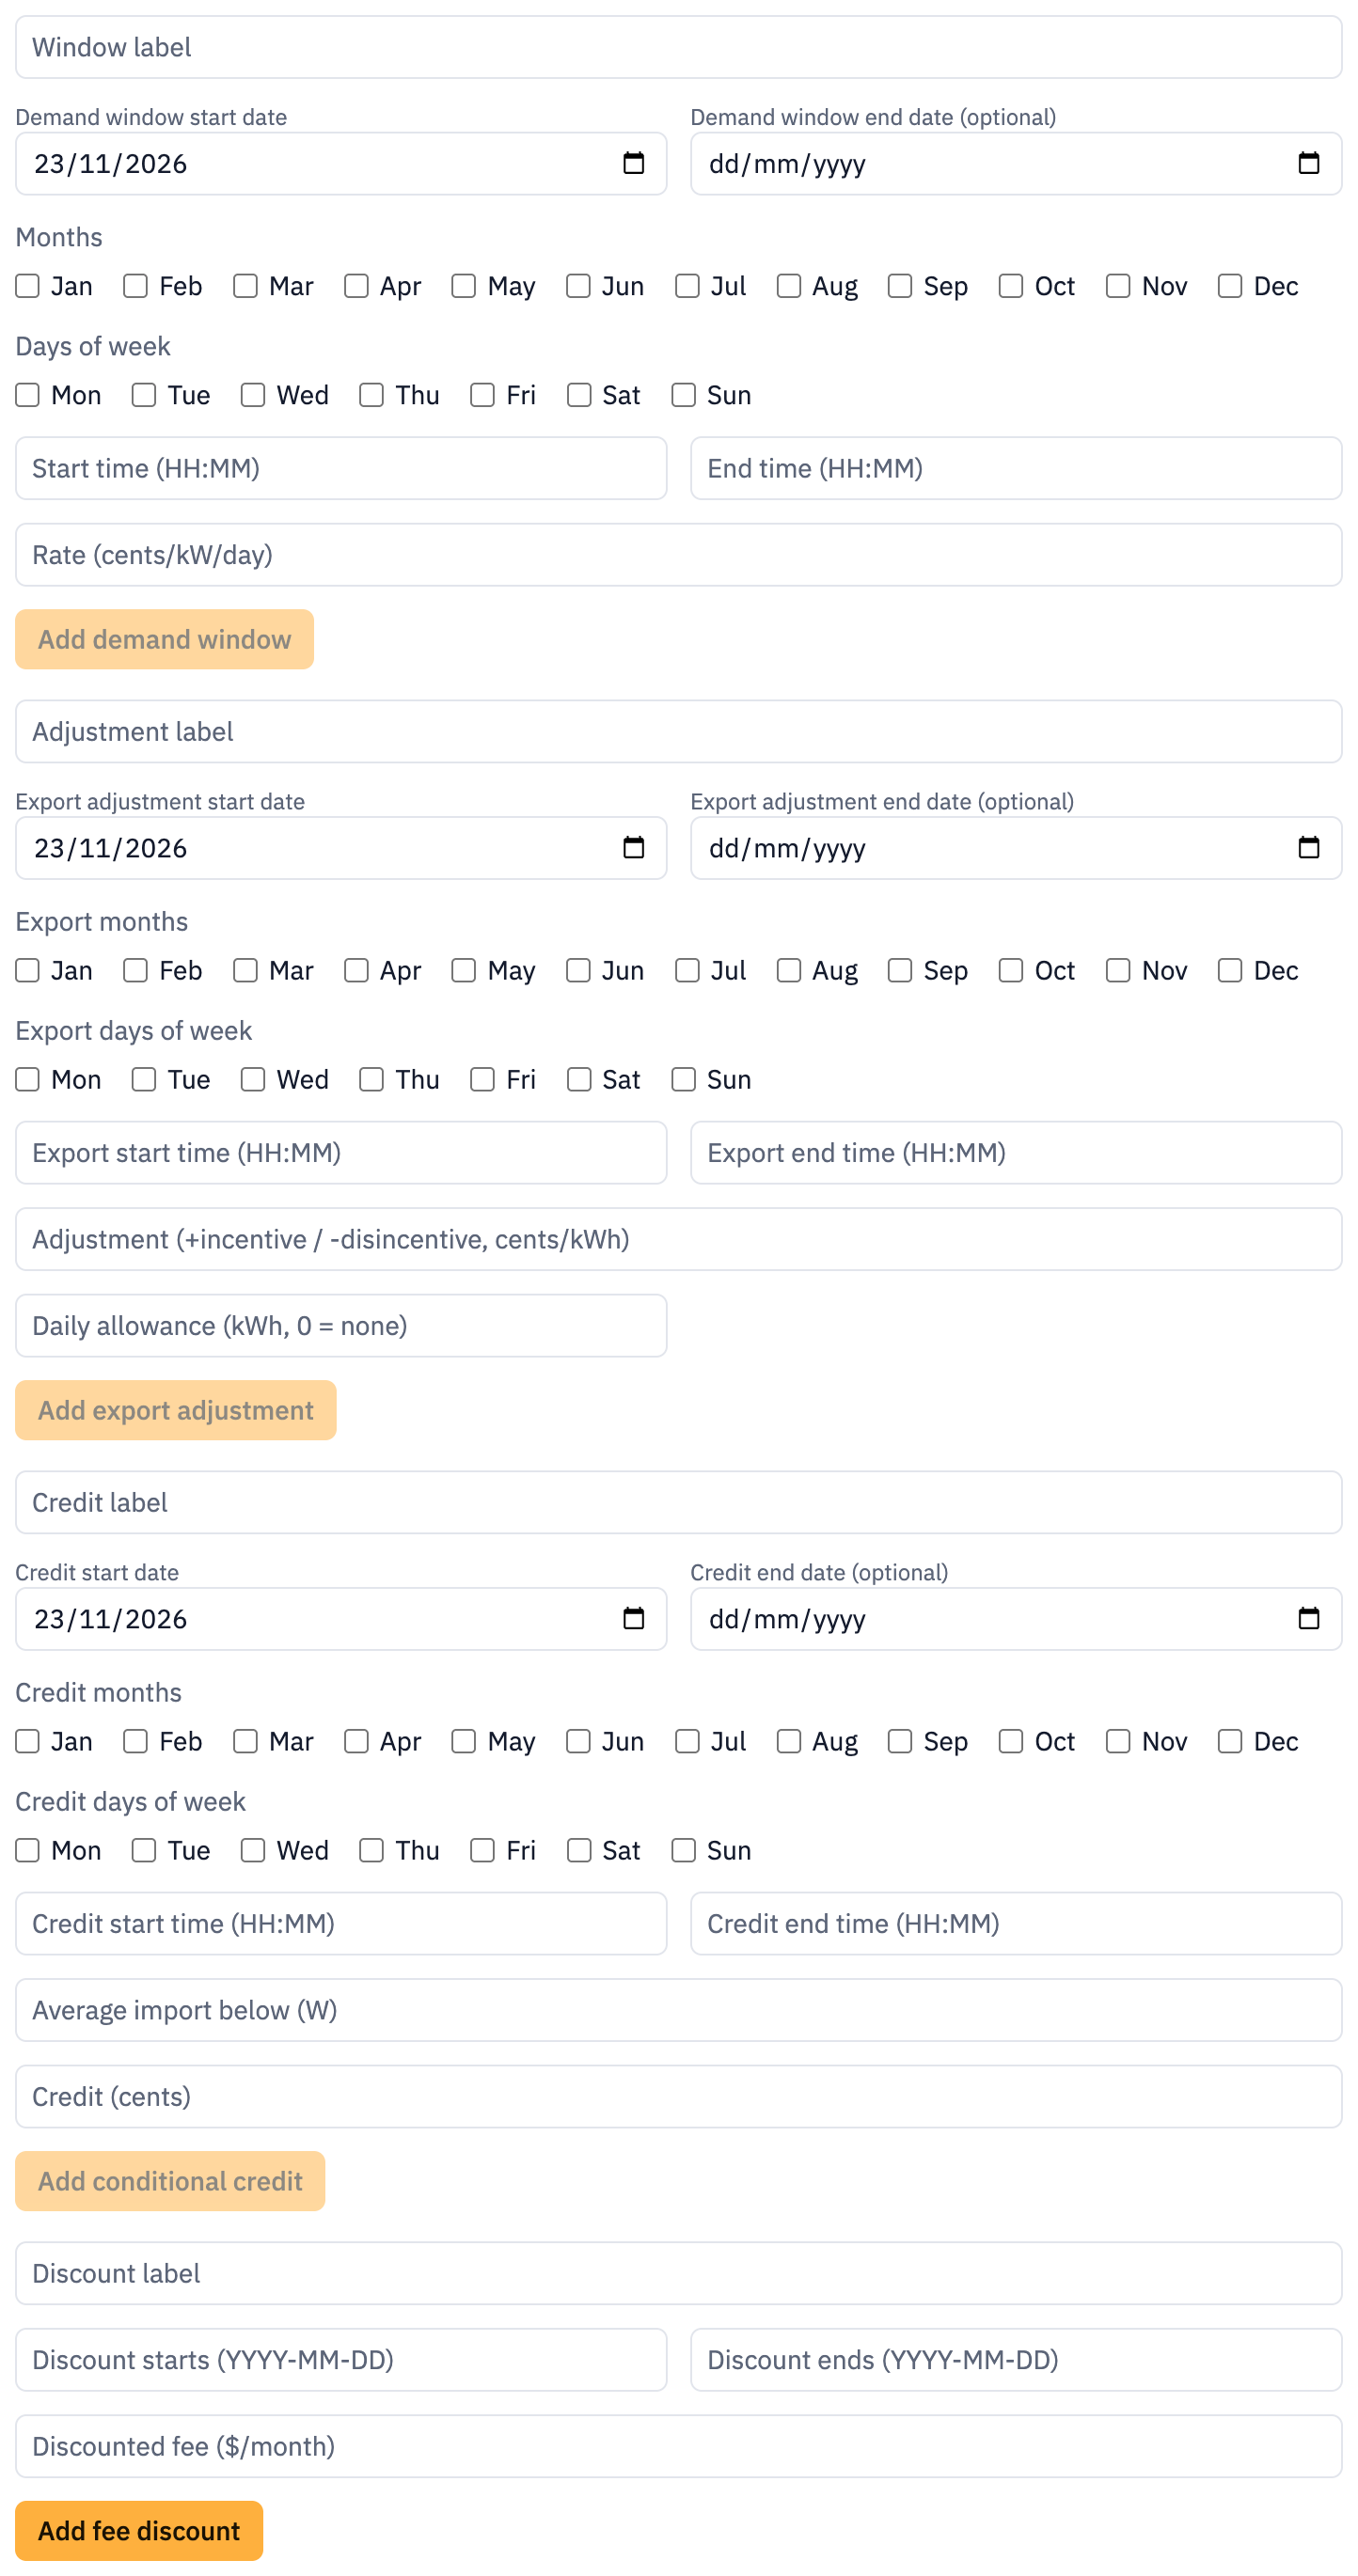 Window label
Demand window start date Demand window end date (optional)
23/11/2026 dd/mm/yyyy
Months
Jan Feb Mar Apr May Jun Jul Aug Sep Oct Nov Dec
Days of week
Mon Tue Wed Thu Fri Sat Sun
Start time (HH:MM) End time (HH:MM)
Rate (cents/kW/day)
Add demand window
Adjustment label
Export adjustment start date Export adjustment end date (optional)
23/11/2026 dd/mm/yyyy
Export months
Jan Feb Mar Apr May Jun Jul Aug Sep Oct Nov Dec
Export days of week
Mon Tue Wed Thu Fri Sat Sun
Export start time (HH:MM) Export end time (HH:MM)
Adjustment (+incentive / -disincentive, cents/kWh)
Daily allowance (kWh, 0 = none)
Add export adjustment
Credit label
Credit start date Credit end date (optional)
23/11/2026 dd/mm/yyyy
Credit months
Jan Feb Mar Apr May Jun Jul Aug Sep Oct Nov Dec
Credit days of week
Mon Tue Wed Thu Fri Sat Sun
Credit start time (HH:MM) Credit end time (HH:MM)
Average import below (W)
Credit (cents)
Add conditional credit
Discount label
Discount starts (YYYY-MM-DD) Discount ends (YYYY-MM-DD)
Discounted fee ($/month)
Add fee discount